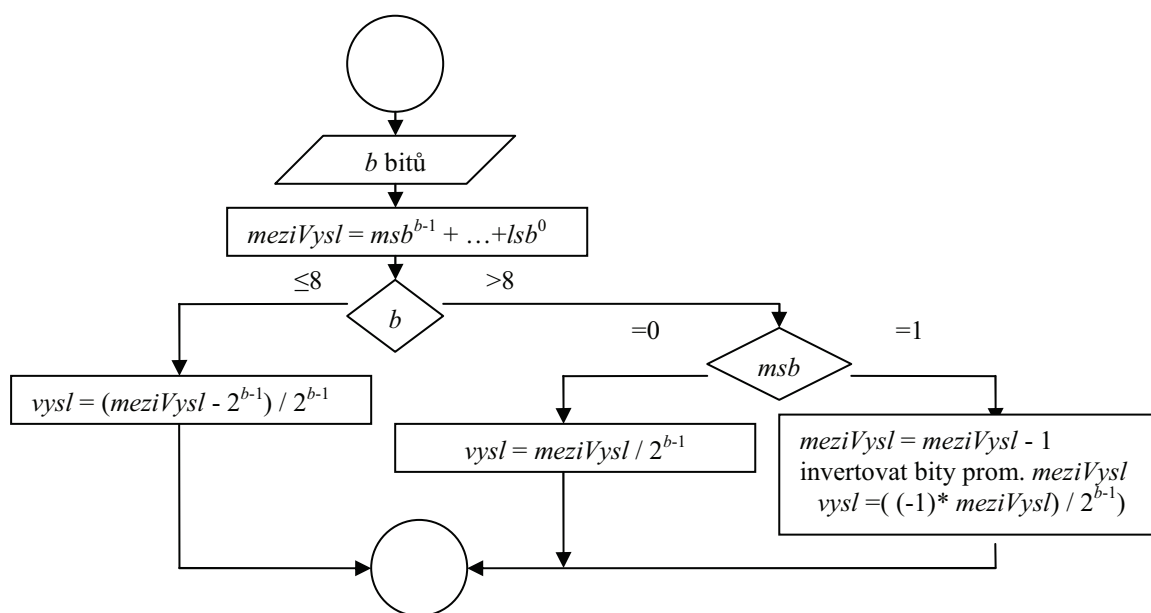 b bitů
meziVysl = msb^{b-1} + …+lsb^0
≤8
>8
b
=0
=1
msb
vysl = (meziVysl - 2^{b-1}) / 2^{b-1}
vysl = meziVysl / 2^{b-1}
meziVysl = meziVysl - 1
invertovat bity prom. meziVysl
vysl =( (-1)* meziVysl) / 2^{b-1})